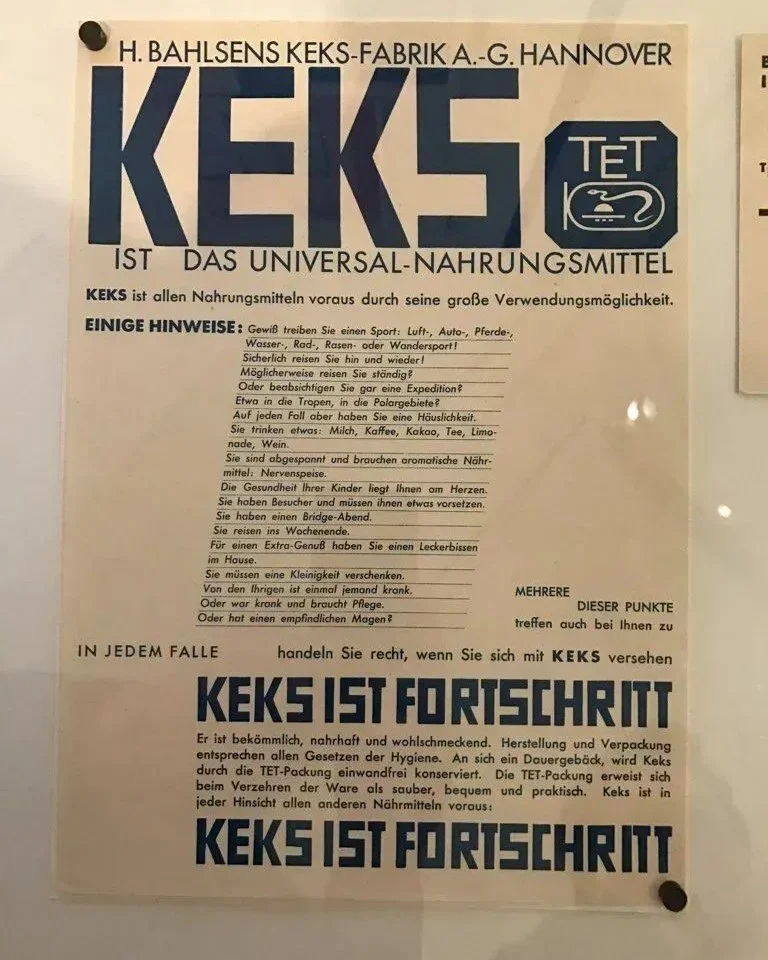 H. BAHLSENS KEKS-FABRIK A.-G. HANNOVER
KEKS
TET
IST DAS UNIVERSAL-NAHRUNGSMITTEL
KEKS ist allen Nahrungsmitteln voraus durch seine große Verwendungsmöglichkeit.
EINIGE HINWEISE: Gewiß treiben Sie einen Sport: Luft-, Auto-, Pferde-,
Wasser-, Rad-, Rasen- oder Wandersport!
Sicherlich reisen Sie hin und wieder!
Möglicherweise reisen Sie ständig?
Oder beabsichtigen Sie gar eine Expedition?
Etwa in die Tropen, in die Polargebiete?
Auf jeden Fall aber haben Sie eine Häuslichkeit.
Sie trinken etwas: Milch, Kaffee, Kakao, Tee, Limo-
nade, Wein.
Sie sind abgespannt und brauchen aromatische Nähr-
mittel: Nervenspeise.
Die Gesundheit Ihrer Kinder liegt Ihnen am Herzen.
Sie haben Besucher und müssen ihnen etwas vorsetzen.
Sie haben einen Bridge-Abend.
Sie reisen ins Wochenende.
Für einen Extra-Genuß haben Sie einen Leckerbissen
im Hause.
Sie müssen eine Kleinigkeit verschenken.
Von den Ihrigen ist einmal jemand krank.
Oder war krank und braucht Pflege.
Oder hat einen empfindlichen Magen?
MEHRERE
DIESER PUNKTE
treffen auch bei Ihnen zu
IN JEDEM FALLE handeln Sie recht, wenn Sie sich mit KEKS versehen
KEKS IST FORTSCHRITT
Er ist bekömmlich, nahrhaft und wohlschmeckend. Herstellung und Verpackung
entsprechen allen Gesetzen der Hygiene. An sich ein Dauergebäck, wird Keks
durch die TET-Packung einwandfrei konserviert. Die TET-Packung erweist sich
beim Verzehren der Ware als sauber, bequem und praktisch. Keks ist in
jeder Hinsicht allen anderen Nährmitteln voraus:
KEKS IST FORTSCHRITT